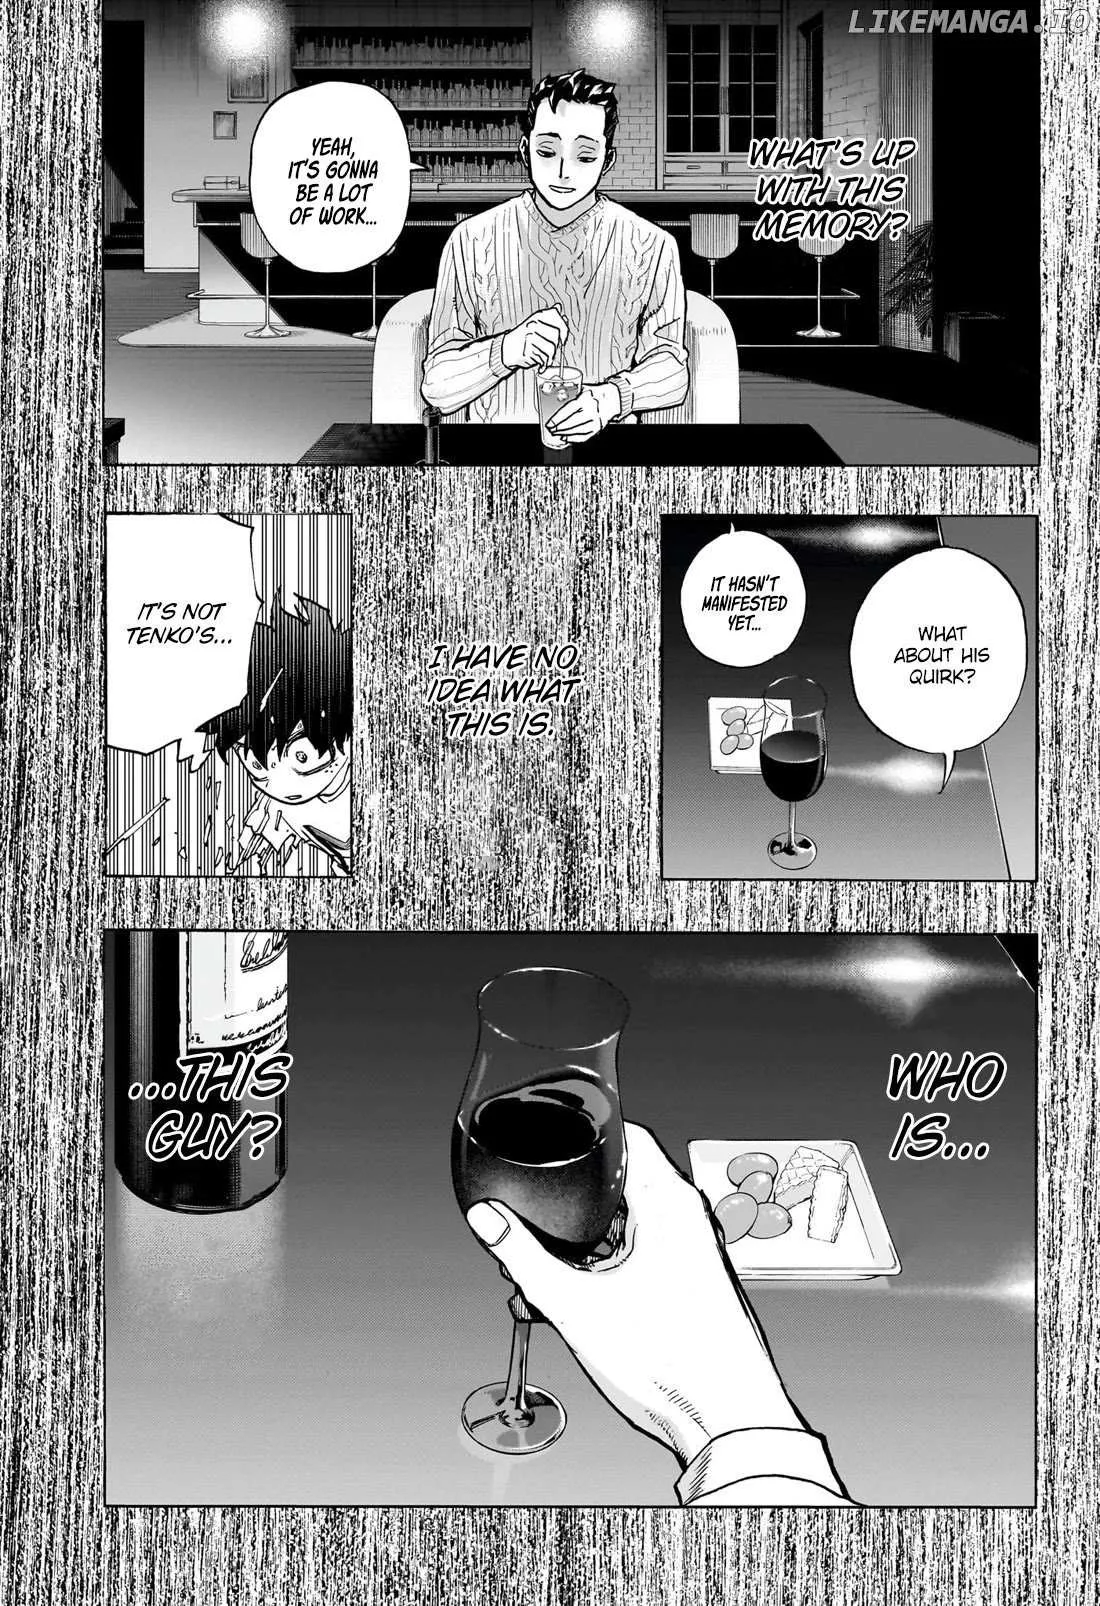 LIKEMANGA.IO
WHAT'S UP
WITH THIS
MEMORY?
YEAH,
IT'S GONNA
BE A LOT
OF WORK...
WHAT
ABOUT HIS
QUIRK?
IT HASN'T
MANIFESTED
YET...
I HAVE NO
IDEA WHAT
THIS IS.
IT'S NOT
TENKO'S...
WHO
IS...
...THIS
GUY?